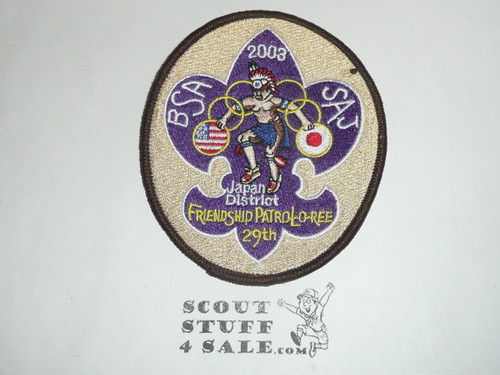 2003
BSA
SAJ
Japan
District
FRIENDSHIP PATROL-O-REE
29th
SCOUT
STUFF
4 SALE.COM